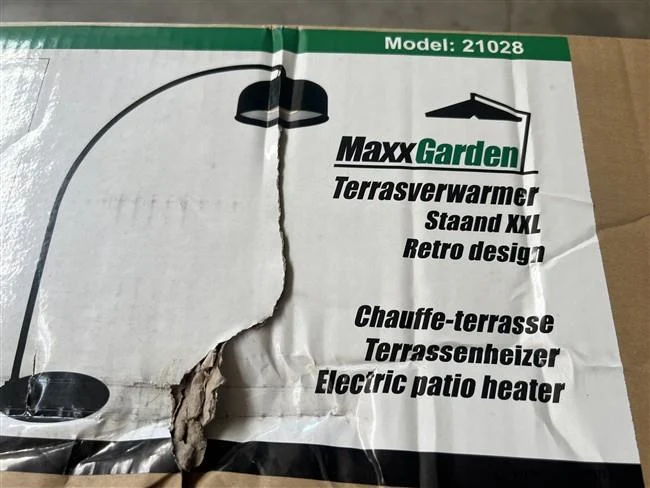 Model: 21028
MaxxGarden
Terrasverwarmer
Staand XXL
Retro design
Chauffe-terrasse
Terrassenheizer
Electric patio heater